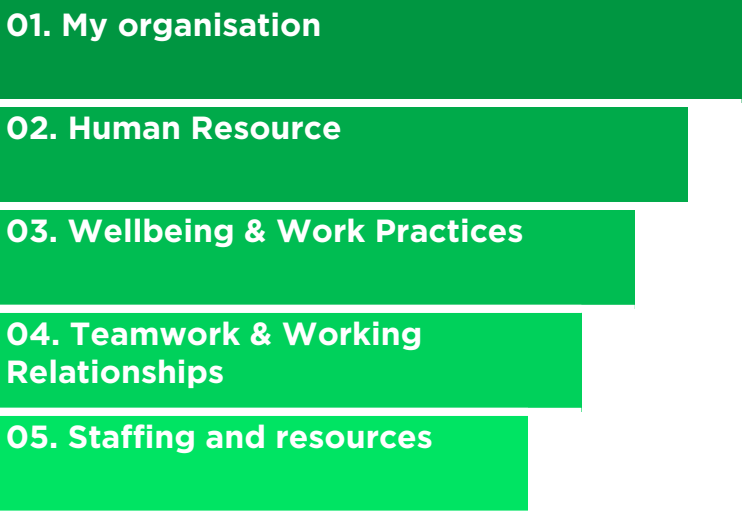 01. My organisation
02. Human Resource
03. Wellbeing & Work Practices
04. Teamwork & Working
Relationships
05. Staffing and resources